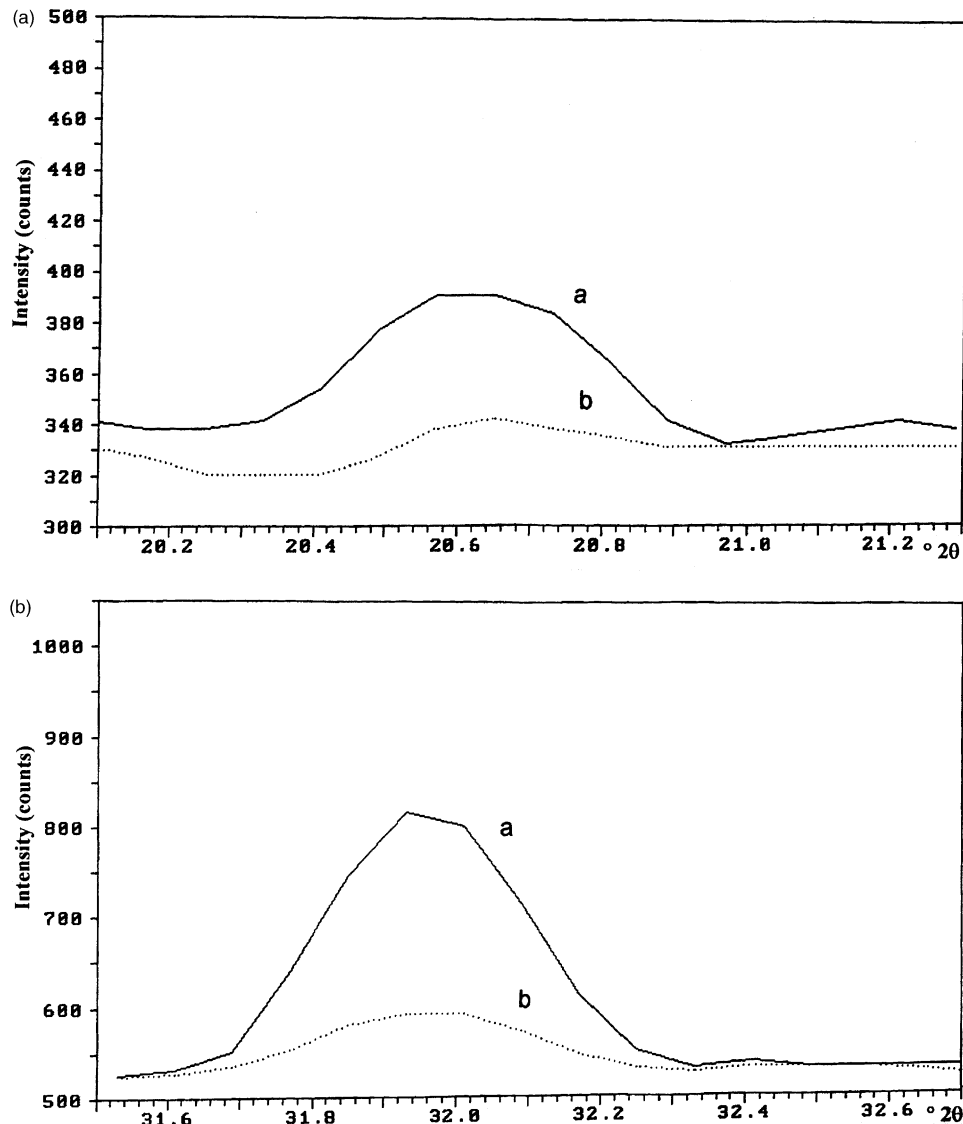 (a)
500
480
460
440
420
400
380
360
340
320
300
Intensity (counts)
a
b
20.2 20.4 20.6 20.8 21.0 21.2 °2θ
(b)
1000
900
800
700
600
500
Intensity (counts)
a
b
31.6 31.8 32.0 32.2 32.4 32.6 °2θ